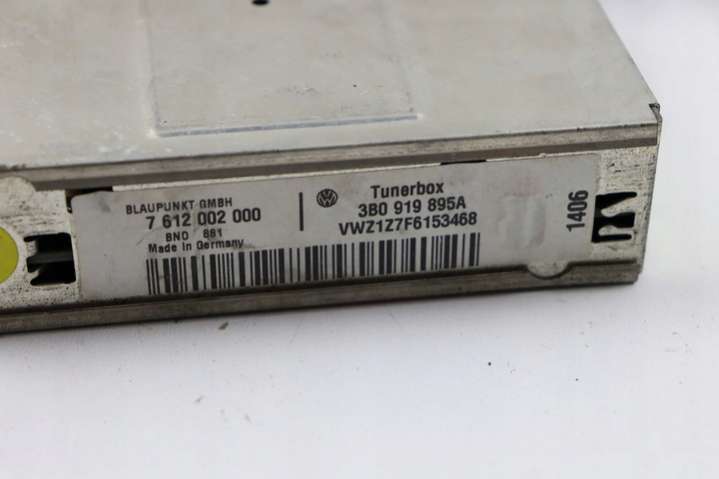 BLAUPUNKT GMBH
7 612 002 000
BNO 881
Made in Germany
Tunerbox
3B0 919 895A
VWZ1Z7F6153468
1406